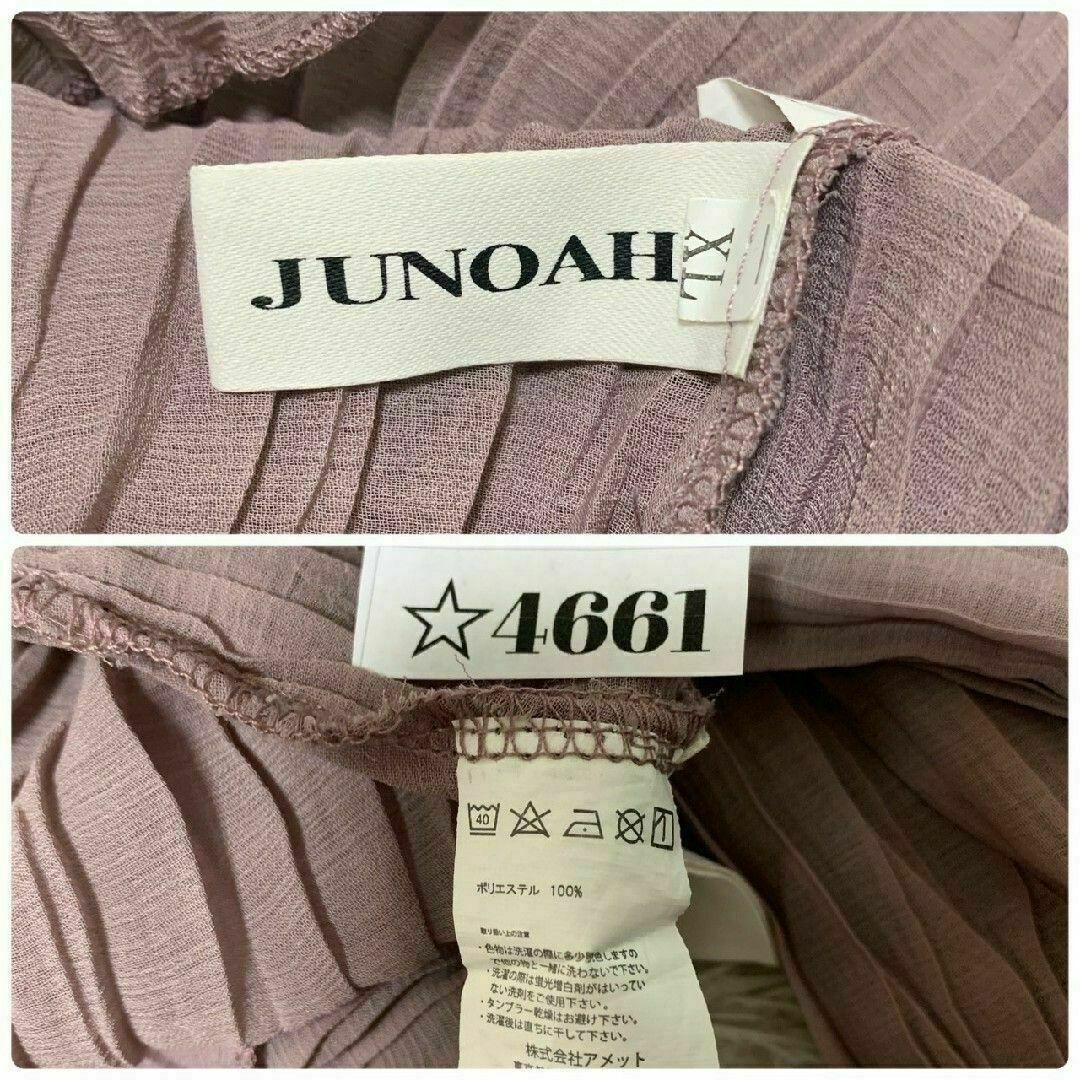 JUNOAH
XL
☆4661
40
ポリエステル 100%
取り扱い上の注意
・色物は洗濯の際に多少脱色しますの
他の物と一緒に洗わないで下さい。
・洗濯の際は蛍光増白剤がはいってい
ない洗剤をご使用下さい。
・タンブラー乾燥はお避け下さい。
・洗濯後は直ちに干して下さい。
株式会社アメット